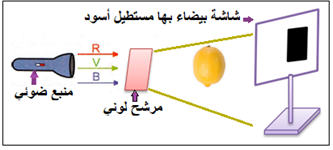 شاشة بيضاء بها مستطيل أسود
R
V
B
منبع ضوئي
مرشح لوني